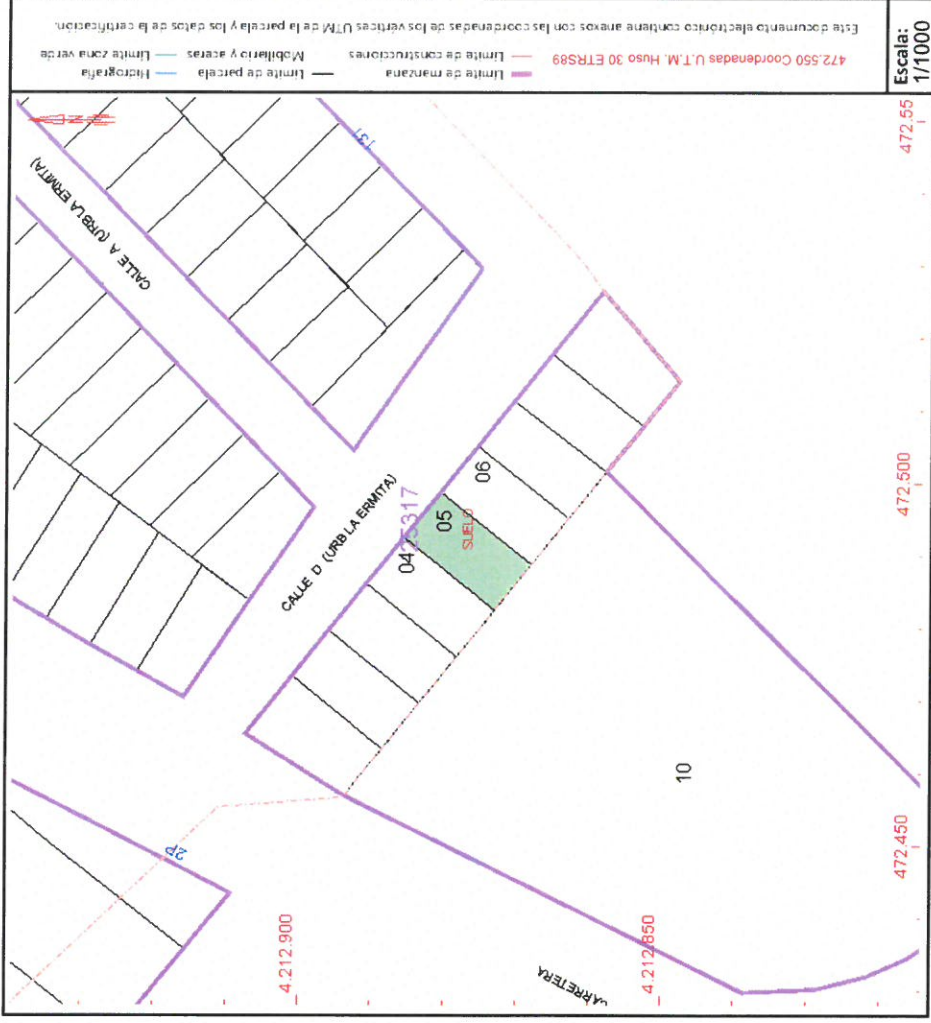 Este documento electrónico contiene anexos con las coordenadas de los vértices UTM de la parcela y los datos de la certificación.
472.550 Coordenadas U.T.M. Huso 30 ETRS89
Límite de manzana
Límite de parcela
Límite de construcciones
Mobiliario y aceras
Hidrografía
Límite zona verde
Escala:
1/1000
CALLE A (URB LA ERMITA)
131
CALLE D (URB LA ERMITA)
25317
04
05
SUELO
06
2P
10
4.212.900
4.212.850
ARRETERA
472.450
472.500
472.55